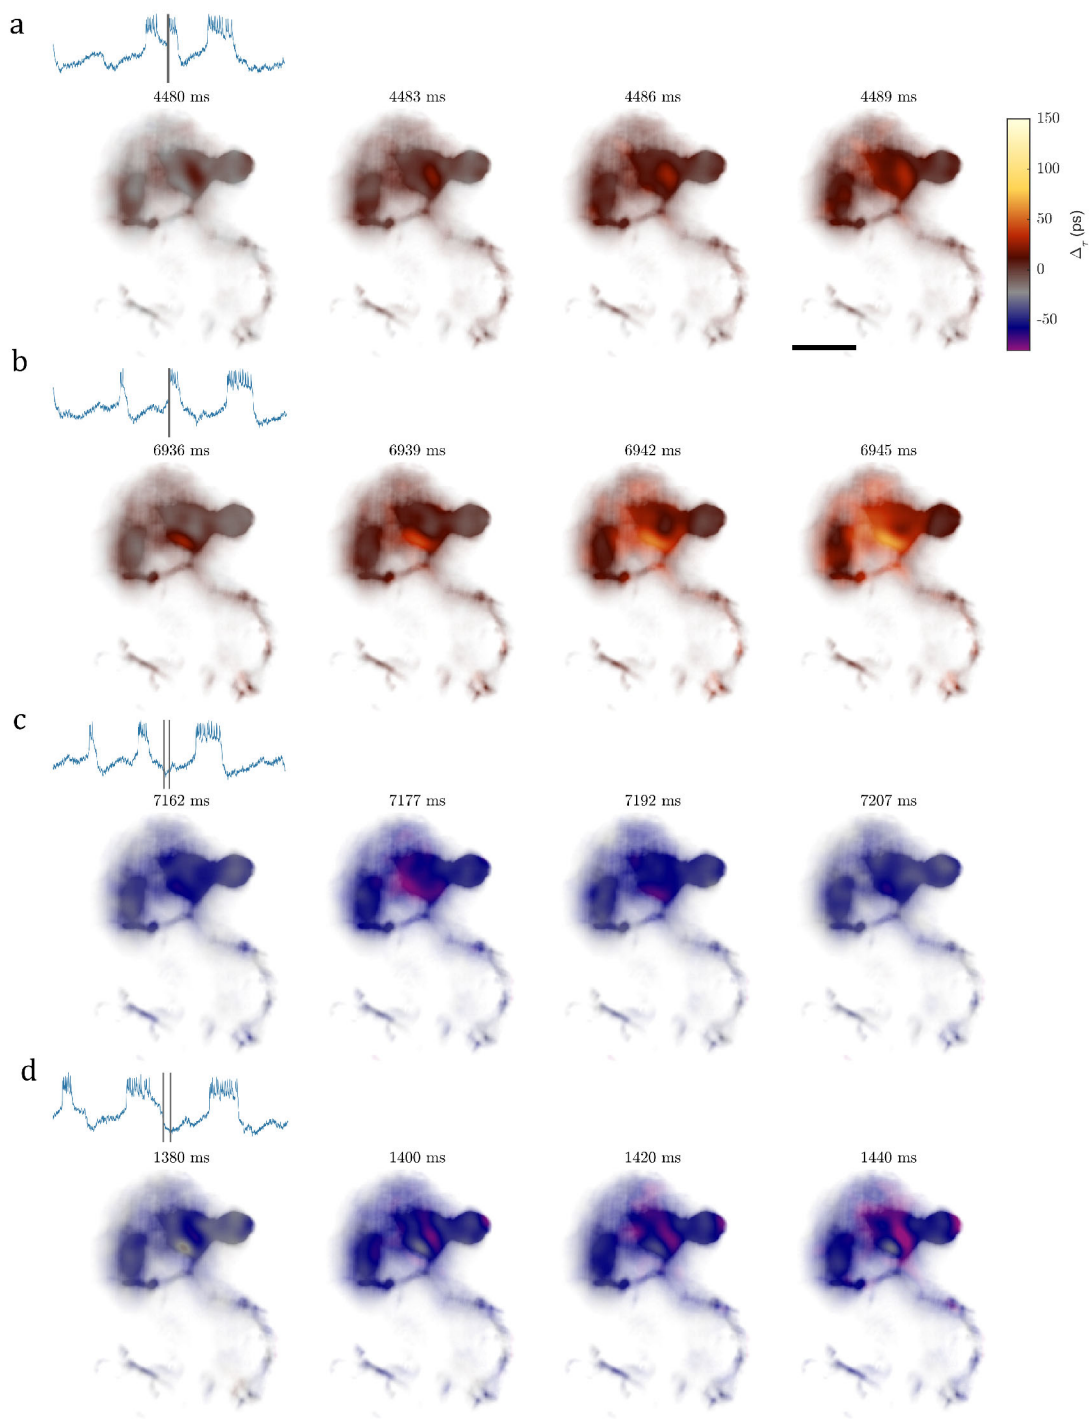 a
4480 ms
4483 ms
4486 ms
4489 ms
150
100
50
0
-50
Δτ (ps)
b
6936 ms
6939 ms
6942 ms
6945 ms
c
7162 ms
7177 ms
7192 ms
7207 ms
d
1380 ms
1400 ms
1420 ms
1440 ms